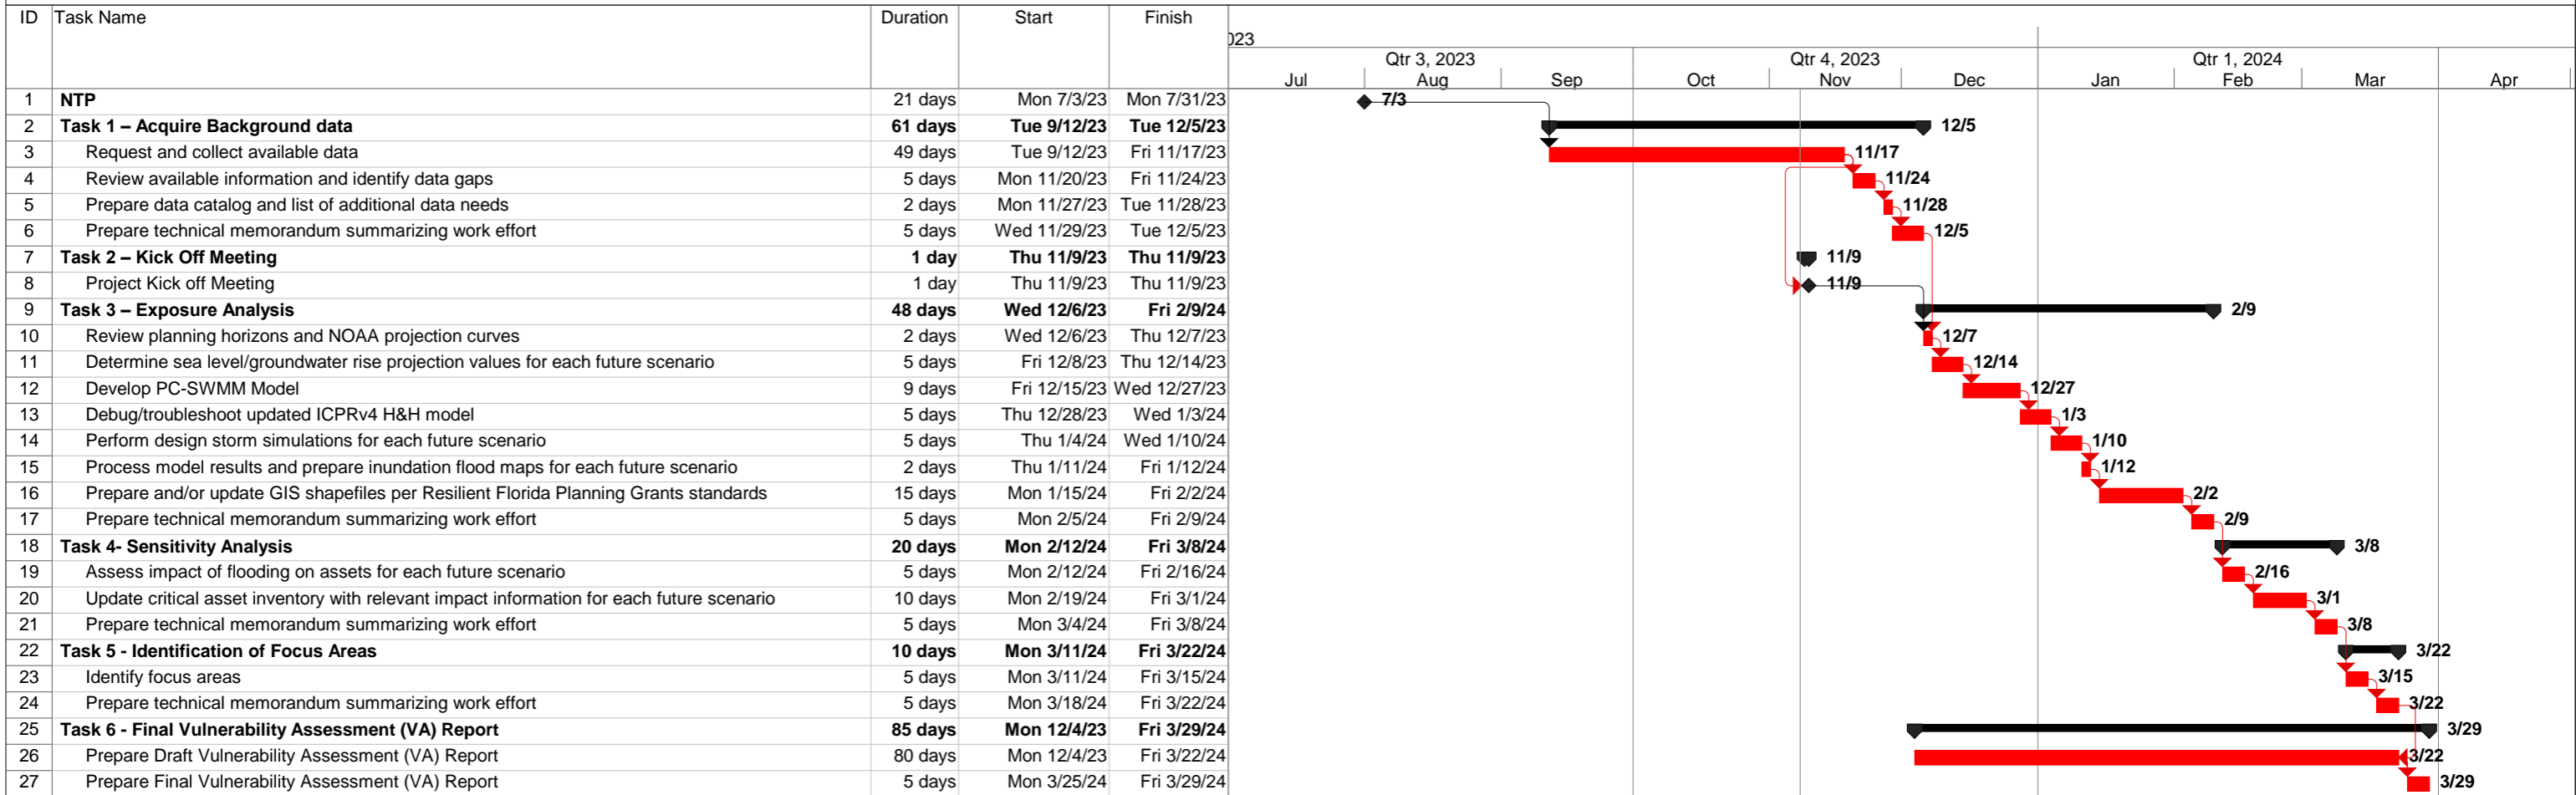 ID Task Name Duration Start Finish
023
Qtr 3, 2023 Qtr 4, 2023 Qtr 1, 2024
Jul Aug Sep Oct Nov Dec Jan Feb Mar Apr
1 NTP 21 days Mon 7/3/23 Mon 7/31/23 7/3
2 Task 1 – Acquire Background data 61 days Tue 9/12/23 Tue 12/5/23 12/5
3 Request and collect available data 49 days Tue 9/12/23 Fri 11/17/23 11/17
4 Review available information and identify data gaps 5 days Mon 11/20/23 Fri 11/24/23 11/24
5 Prepare data catalog and list of additional data needs 2 days Mon 11/27/23 Tue 11/28/23 11/28
6 Prepare technical memorandum summarizing work effort 5 days Wed 11/29/23 Tue 12/5/23 12/5
7 Task 2 – Kick Off Meeting 1 day Thu 11/9/23 Thu 11/9/23 11/9
8 Project Kick off Meeting 1 day Thu 11/9/23 Thu 11/9/23 11/9
9 Task 3 – Exposure Analysis 48 days Wed 12/6/23 Fri 2/9/24 2/9
10 Review planning horizons and NOAA projection curves 2 days Wed 12/6/23 Thu 12/7/23 12/7
11 Determine sea level/groundwater rise projection values for each future scenario 5 days Fri 12/8/23 Thu 12/14/23 12/14
12 Develop PC-SWMM Model 9 days Fri 12/15/23 Wed 12/27/23 12/27
13 Debug/troubleshoot updated ICPRv4 H&H model 5 days Thu 12/28/23 Wed 1/3/24 1/3
14 Perform design storm simulations for each future scenario 5 days Thu 1/4/24 Wed 1/10/24 1/10
15 Process model results and prepare inundation flood maps for each future scenario 2 days Thu 1/11/24 Fri 1/12/24 1/12
16 Prepare and/or update GIS shapefiles per Resilient Florida Planning Grants standards 15 days Mon 1/15/24 Fri 2/2/24 2/2
17 Prepare technical memorandum summarizing work effort 5 days Mon 2/5/24 Fri 2/9/24 2/9
18 Task 4- Sensitivity Analysis 20 days Mon 2/12/24 Fri 3/8/24 3/8
19 Assess impact of flooding on assets for each future scenario 5 days Mon 2/12/24 Fri 2/16/24 2/16
20 Update critical asset inventory with relevant impact information for each future scenario 10 days Mon 2/19/24 Fri 3/1/24 3/1
21 Prepare technical memorandum summarizing work effort 5 days Mon 3/4/24 Fri 3/8/24 3/8
22 Task 5 - Identification of Focus Areas 10 days Mon 3/11/24 Fri 3/22/24 3/22
23 Identify focus areas 5 days Mon 3/11/24 Fri 3/15/24 3/15
24 Prepare technical memorandum summarizing work effort 5 days Mon 3/18/24 Fri 3/22/24 3/22
25 Task 6 - Final Vulnerability Assessment (VA) Report 85 days Mon 12/4/23 Fri 3/29/24 3/29
26 Prepare Draft Vulnerability Assessment (VA) Report 80 days Mon 12/4/23 Fri 3/22/24 3/22
27 Prepare Final Vulnerability Assessment (VA) Report 5 days Mon 3/25/24 Fri 3/29/24 3/29